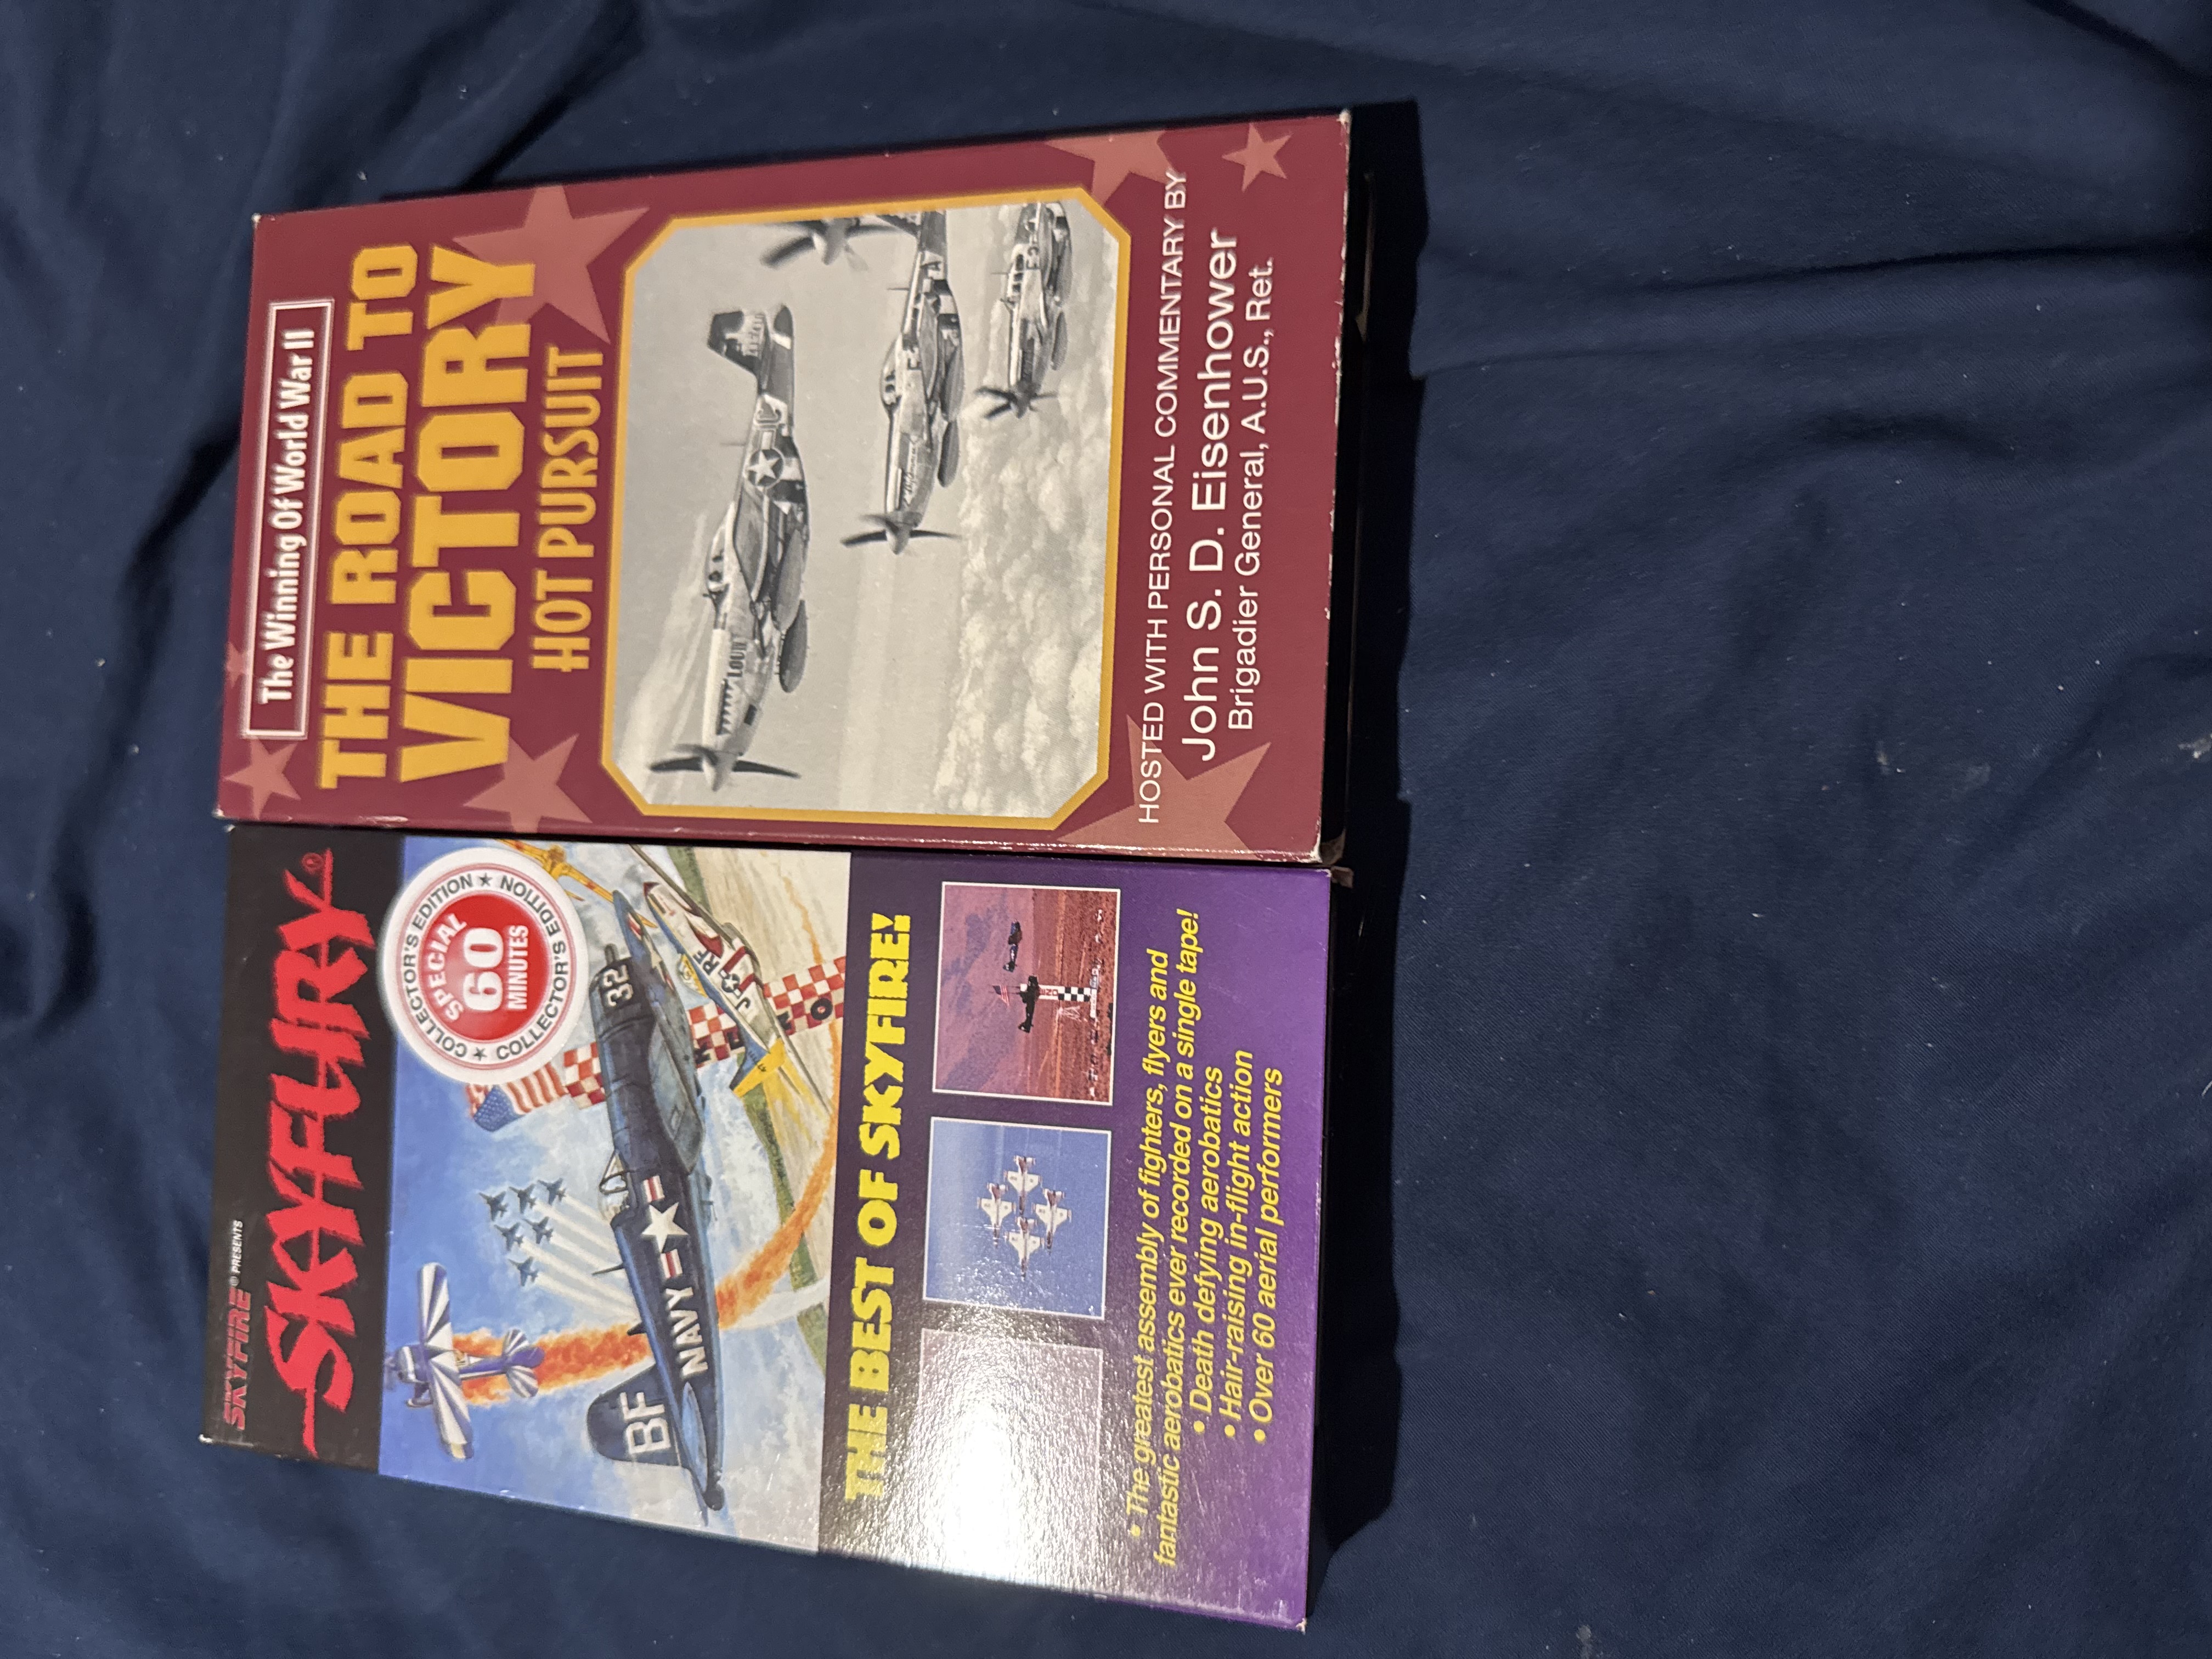 SKYFIRE® PRESENTS
SKYFURY®
COLLECTOR'S EDITION
SPECIAL
60
MINUTES
COLLECTOR'S EDITION
BF
NAVY
32
J RF
THE BEST OF SKYFIRE!
• The greatest assembly of fighters, flyers and
fantastic aerobatics ever recorded on a single tape!
• Death defying aerobatics
• Hair-raising in-flight action
• Over 60 aerial performers
The Winning Of World War II
THE ROAD TO
VICTORY
HOT PURSUIT
HOSTED WITH PERSONAL COMMENTARY BY
John S. D. Eisenhower
Brigadier General, A.U.S., Ret.